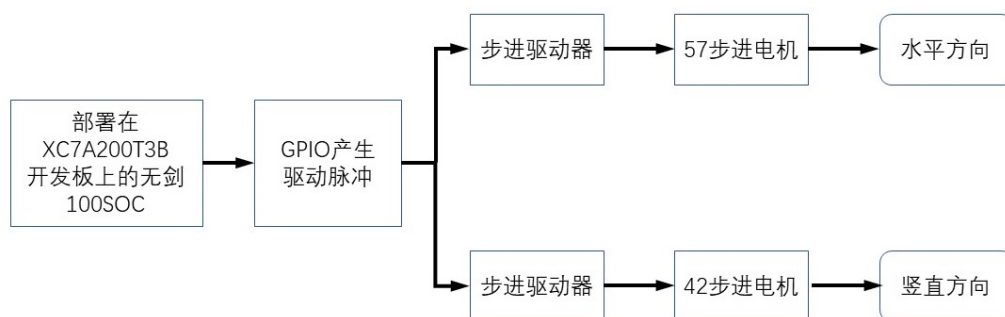 部署在
XC7A200T3B
开发板上的无剑
100SOC
GPIO产生
驱动脉冲
步进驱动器
57步进电机
水平方向
步进驱动器
42步进电机
竖直方向